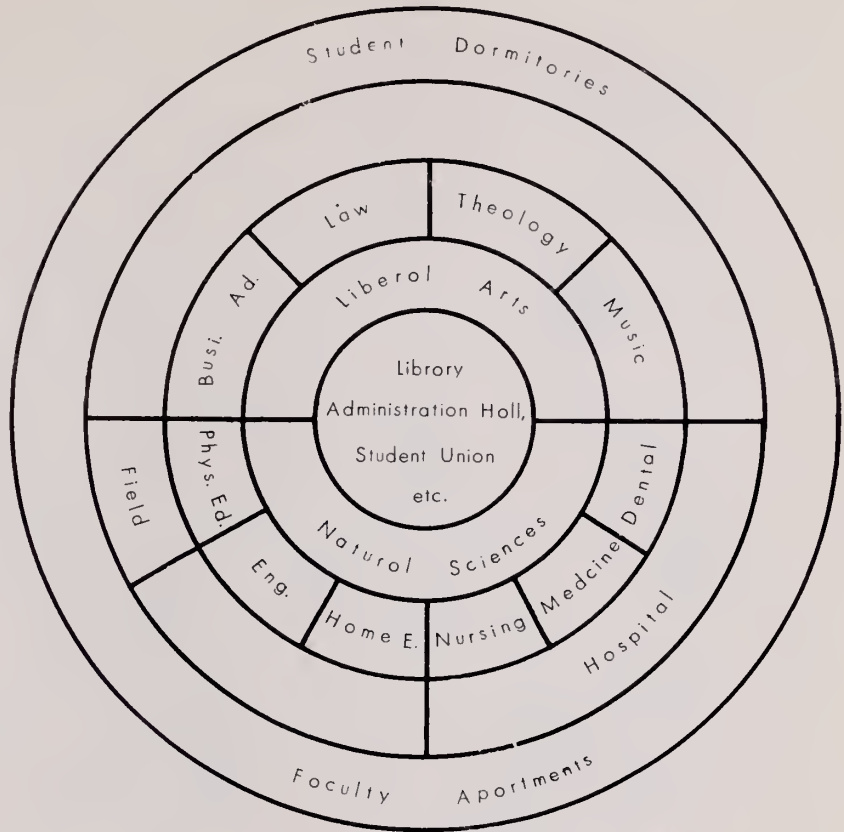 Student Dormitories
Law
Theology
Busi. Ad.
Music
Liberol Arts
Library
Administration Holl,
Student Union
etc.
Natural Sciences
Field
Phys. Ed.
Eng.
Home E.
Nursing
Medcine
Dental
Hospital
Foculty Aportments